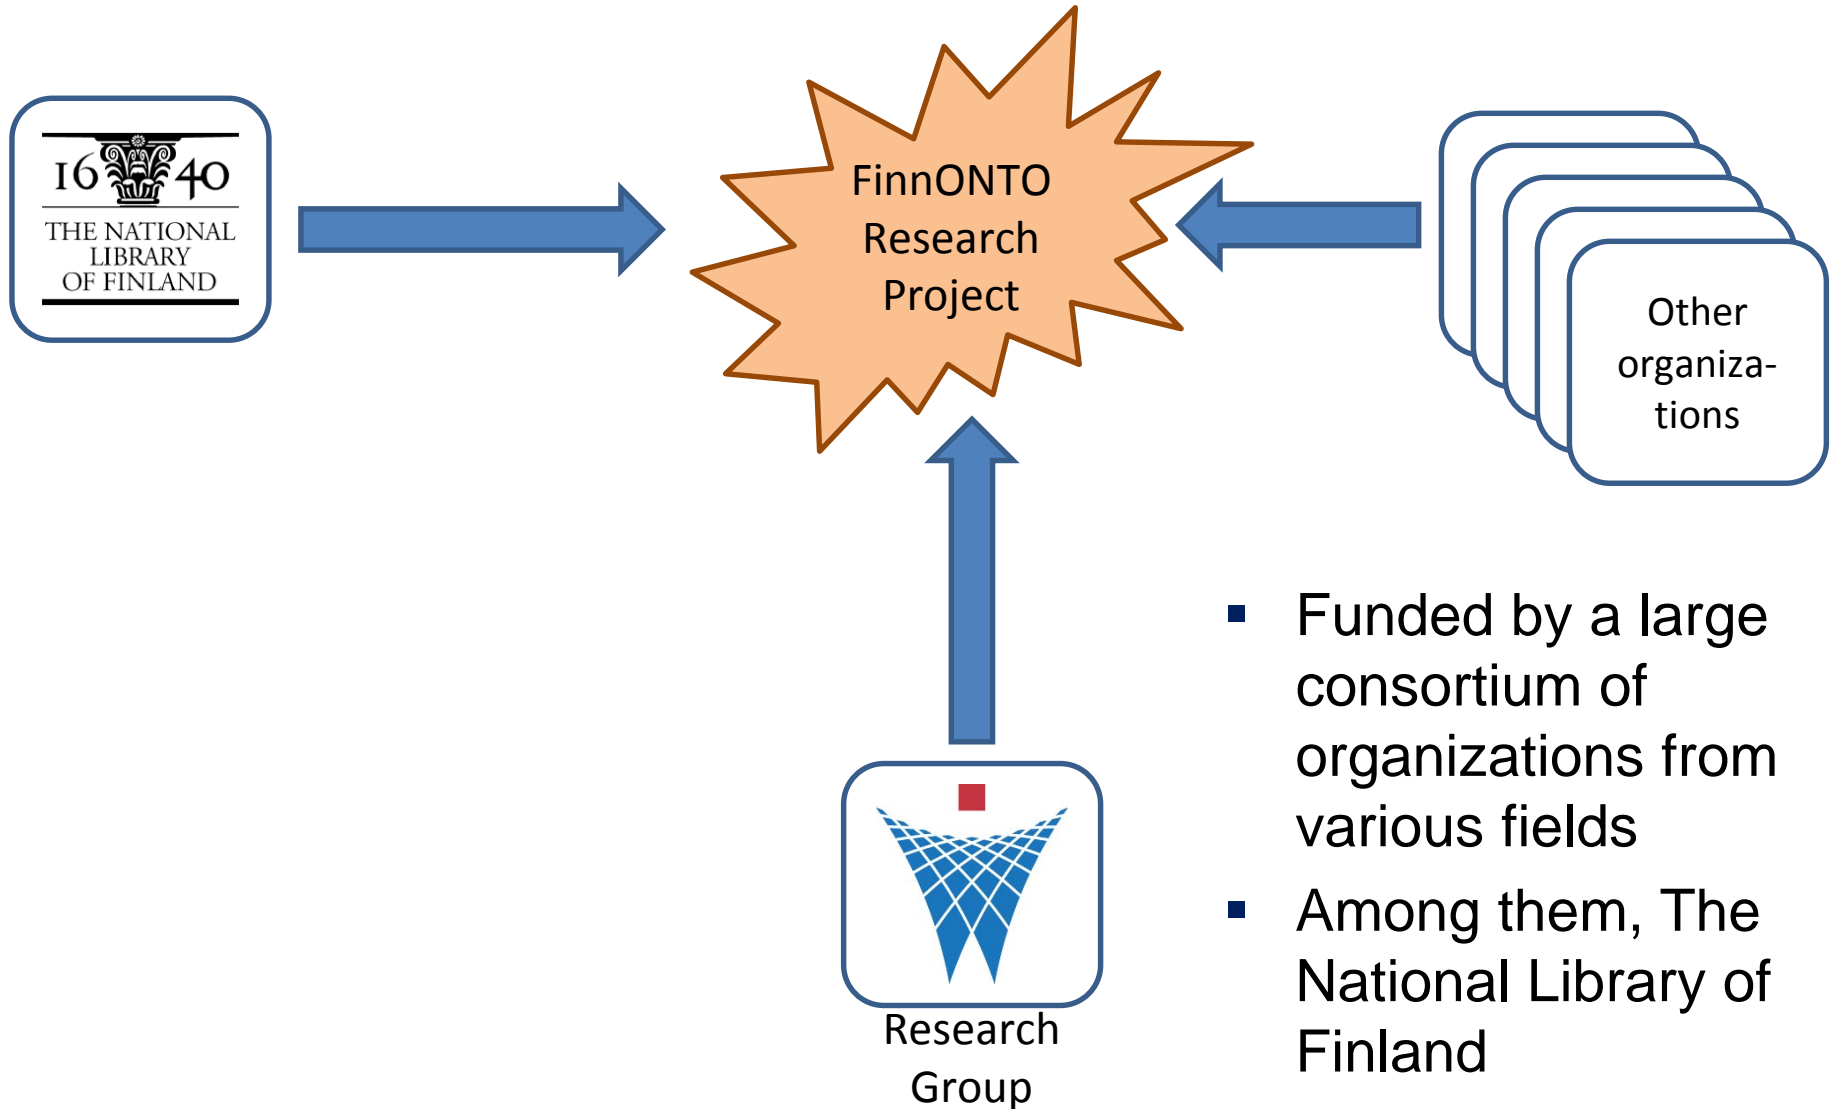 16 40
THE NATIONAL
LIBRARY
OF FINLAND
FinnONTO
Research
Project
Other
organiza-
tions
Research
Group
▪ Funded by a large
consortium of
organizations from
various fields
▪ Among them, The
National Library of
Finland